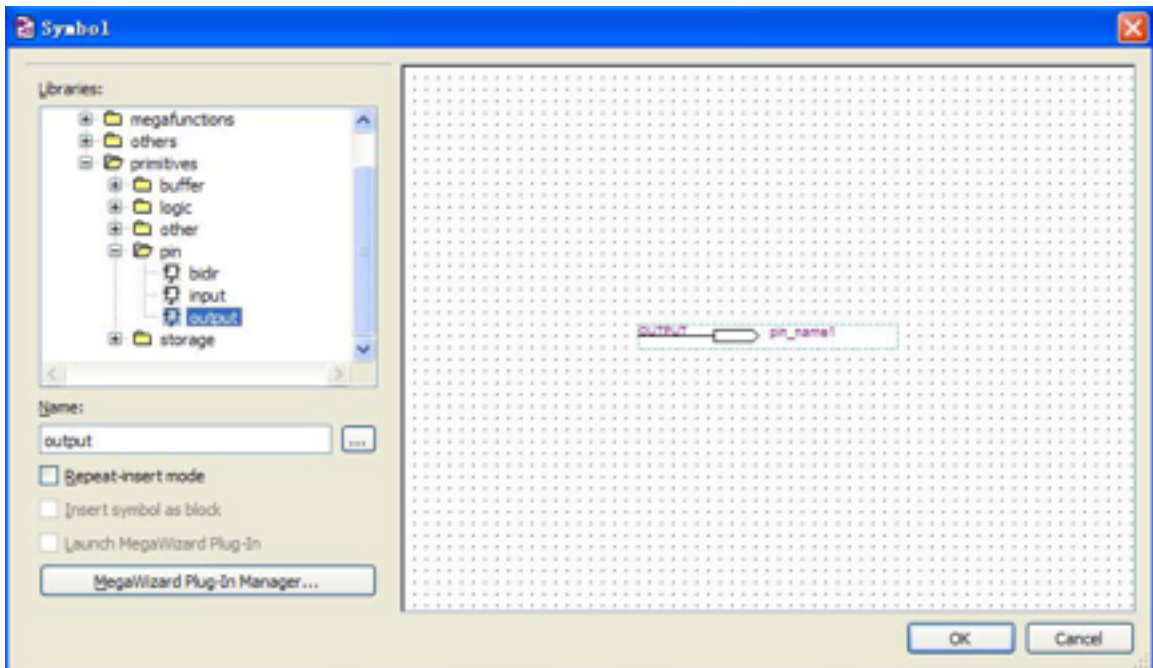 Symbol
Libraries:
megafunctions
others
primitives
buffer
logic
other
pin
bidir
input
output
storage
Name:
output
...
Repeat-insert mode
Insert symbol as block
Launch MegaWizard Plug-In
MegaWizard Plug-In Manager...
OUTPUT
pin_name1
OK
Cancel